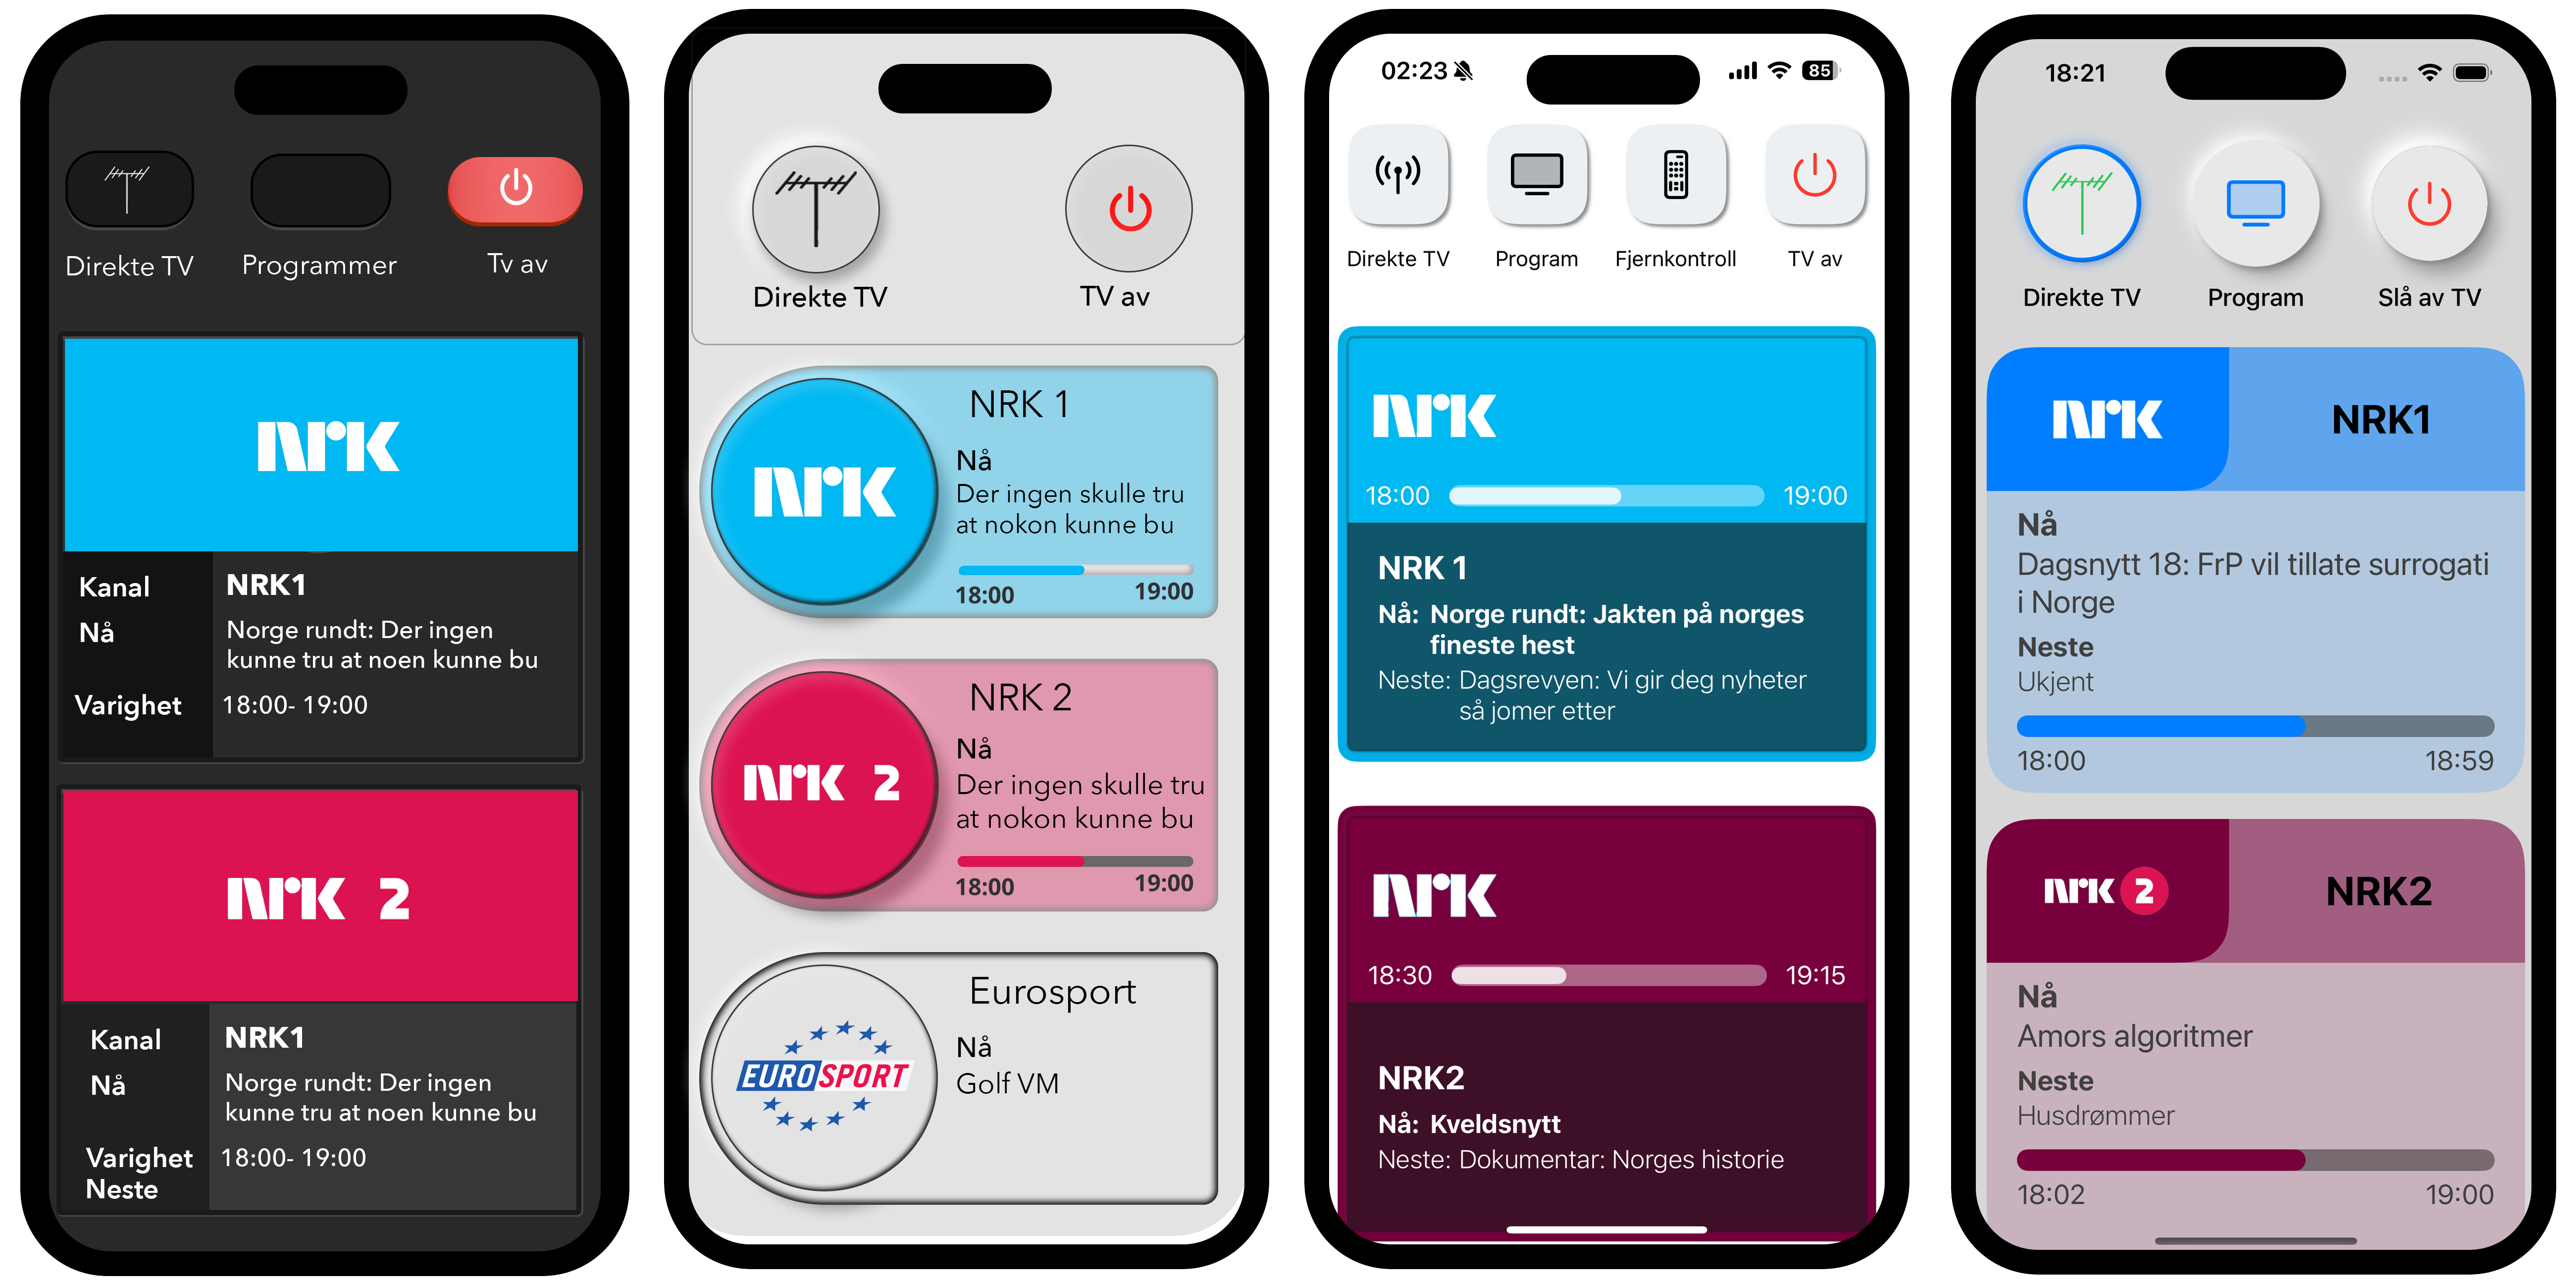 Direkte TV
Programmer
Tv av
NRK
Kanal
NRK1
Nå
Norge rundt: Der ingen
kunne tru at noen kunne bu
Varighet
18:00- 19:00
NRK 2
Kanal
NRK1
Nå
Norge rundt: Der ingen
kunne tru at noen kunne bu
Varighet
18:00- 19:00
Neste
Direkte TV
TV av
NRK
NRK 1
Nå
Der ingen skulle tru
at nokon kunne bu
18:00
19:00
NRK 2
NRK 2
Nå
Der ingen skulle tru
at nokon kunne bu
18:00
19:00
EUROSPORT
Eurosport
Nå
Golf VM
02:23
85
Direkte TV
Program
Fjernkontroll
TV av
NRK
18:00
19:00
NRK 1
Nå: Norge rundt: Jakten på norges
fineste hest
Neste: Dagsrevyen: Vi gir deg nyheter
så jomer etter
NRK
18:30
19:15
NRK2
Nå: Kveldsnytt
Neste: Dokumentar: Norges historie
18:21
Direkte TV
Program
Slå av TV
NRK
NRK1
Nå
Dagsnytt 18: FrP vil tillate surrogati
i Norge
Neste
Ukjent
18:00
18:59
NRK 2
NRK2
Nå
Amors algoritmer
Neste
Husdrømmer
18:02
19:00